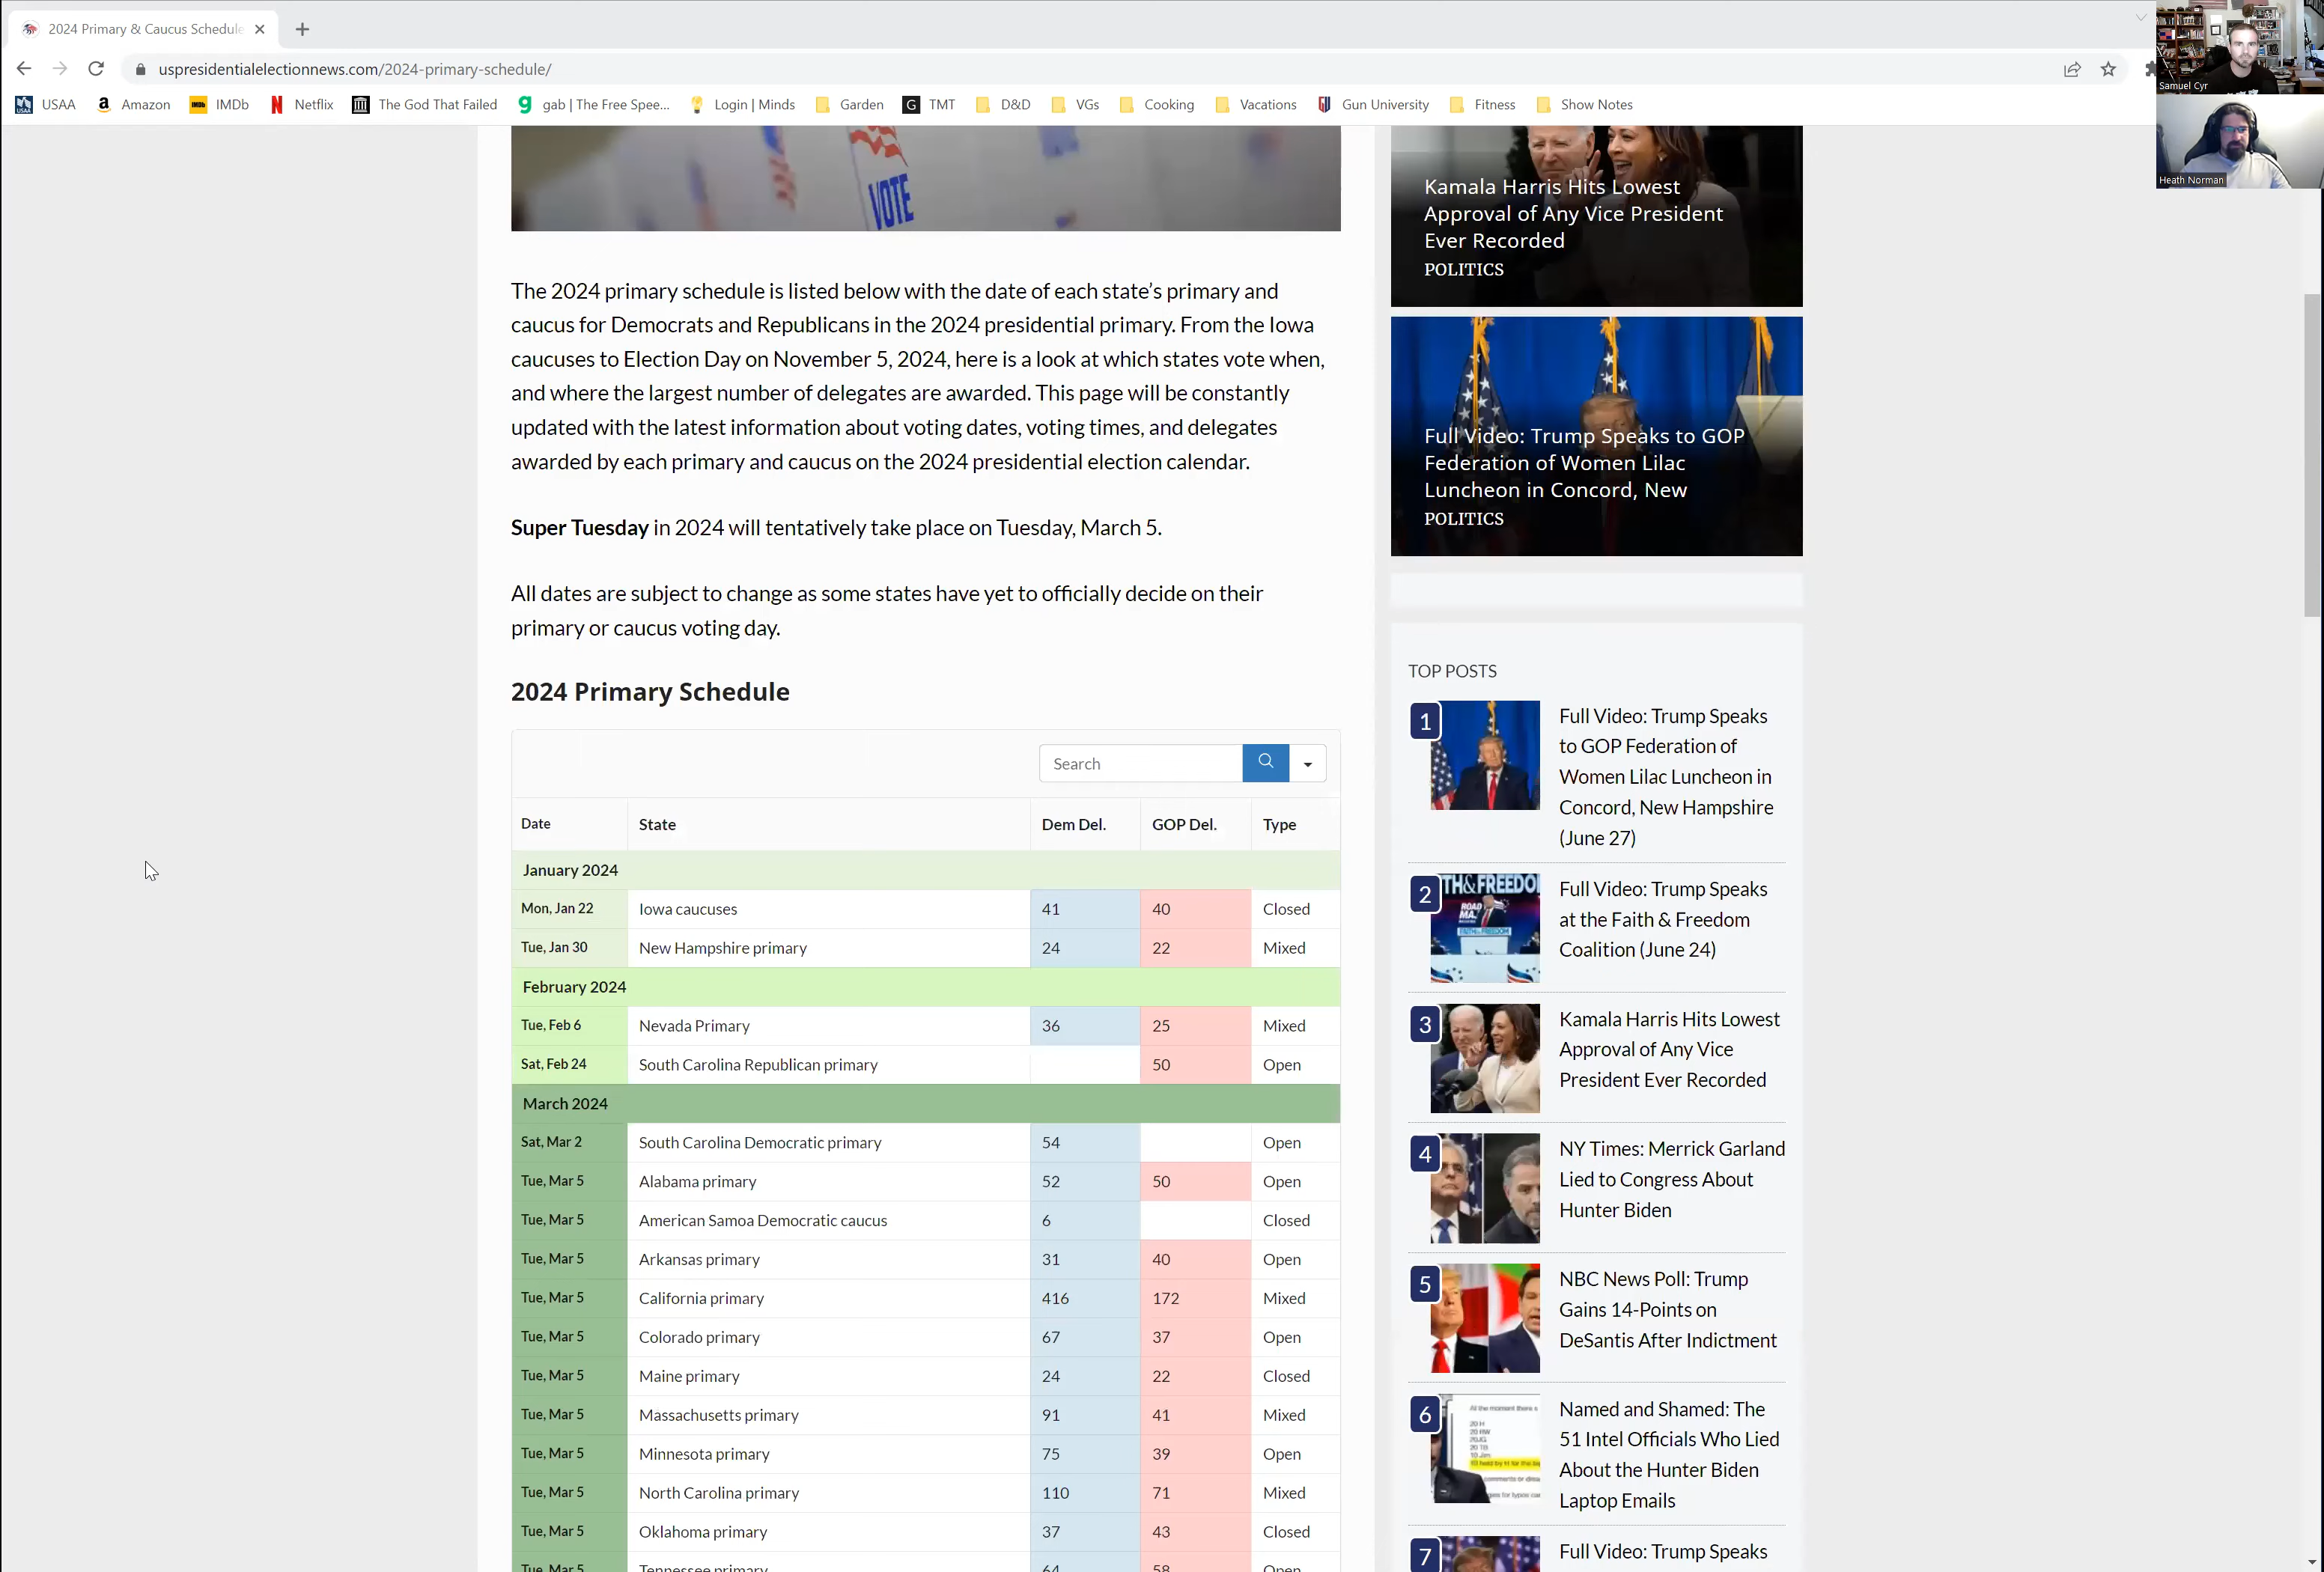 2024 Primary & Caucus Schedule
uspresidentialelectionnews.com/2024-primary-schedule/
USAA
Amazon
IMDb
Netflix
The God That Failed
gab | The Free Spee...
Login | Minds
Garden
TMT
D&D
VGs
Cooking
Vacations
Gun University
Fitness
Show Notes
Samuel Cyr
Heath Norman
VOTE
The 2024 primary schedule is listed below with the date of each state's primary and
caucus for Democrats and Republicans in the 2024 presidential primary. From the Iowa
caucuses to Election Day on November 5, 2024, here is a look at which states vote when,
and where the largest number of delegates are awarded. This page will be constantly
updated with the latest information about voting dates, voting times, and delegates
awarded by each primary and caucus on the 2024 presidential election calendar.
Super Tuesday in 2024 will tentatively take place on Tuesday, March 5.
All dates are subject to change as some states have yet to officially decide on their
primary or caucus voting day.
2024 Primary Schedule
Search
Date State Dem Del. GOP Del. Type
January 2024
Mon, Jan 22 Iowa caucuses 41 40 Closed
Tue, Jan 30 New Hampshire primary 24 22 Mixed
February 2024
Tue, Feb 6 Nevada Primary 36 25 Mixed
Sat, Feb 24 South Carolina Republican primary 50 Open
March 2024
Sat, Mar 2 South Carolina Democratic primary 54 Open
Tue, Mar 5 Alabama primary 52 50 Open
Tue, Mar 5 American Samoa Democratic caucus 6 Closed
Tue, Mar 5 Arkansas primary 31 40 Open
Tue, Mar 5 California primary 416 172 Mixed
Tue, Mar 5 Colorado primary 67 37 Open
Tue, Mar 5 Maine primary 24 22 Closed
Tue, Mar 5 Massachusetts primary 91 41 Mixed
Tue, Mar 5 Minnesota primary 75 39 Open
Tue, Mar 5 North Carolina primary 110 71 Mixed
Tue, Mar 5 Oklahoma primary 37 43 Closed
Tue, Mar 5 Tennessee primary 64 58 Open
Kamala Harris Hits Lowest
Approval of Any Vice President
Ever Recorded
POLITICS
Full Video: Trump Speaks to GOP
Federation of Women Lilac
Luncheon in Concord, New
POLITICS
TOP POSTS
1
Full Video: Trump Speaks
to GOP Federation of
Women Lilac Luncheon in
Concord, New Hampshire
(June 27)
2
TH & FREEDO
ROAD
MA.
Full Video: Trump Speaks
at the Faith & Freedom
Coalition (June 24)
3
Kamala Harris Hits Lowest
Approval of Any Vice
President Ever Recorded
4
NY Times: Merrick Garland
Lied to Congress About
Hunter Biden
5
NBC News Poll: Trump
Gains 14-Points on
DeSantis After Indictment
6
Named and Shamed: The
51 Intel Officials Who Lied
About the Hunter Biden
Laptop Emails
7
Full Video: Trump Speaks